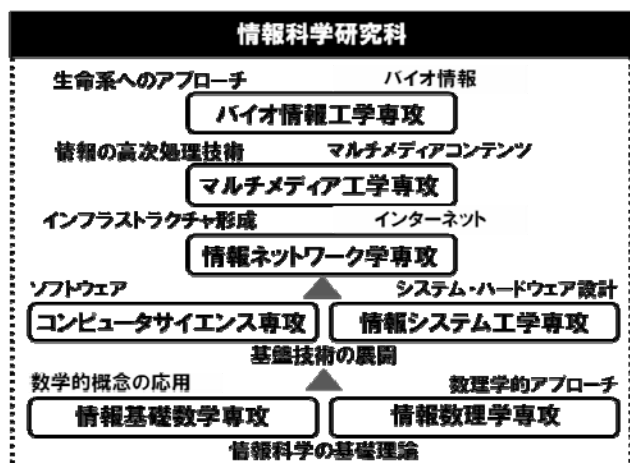 情報科学研究科
生命系へのアプローチ バイオ情報
バイオ情報工学専攻
情報の高次処理技術 マルチメディアコンテンツ
マルチメディア工学専攻
インフラストラクチャ形成 インターネット
情報ネットワーク学専攻
ソフトウェア システム・ハードウェア設計
コンピュータサイエンス専攻 情報システム工学専攻
基盤技術の展開
数学的概念の応用 数理学的アプローチ
情報基礎数学専攻 情報数理学専攻
情報科学の基礎理論